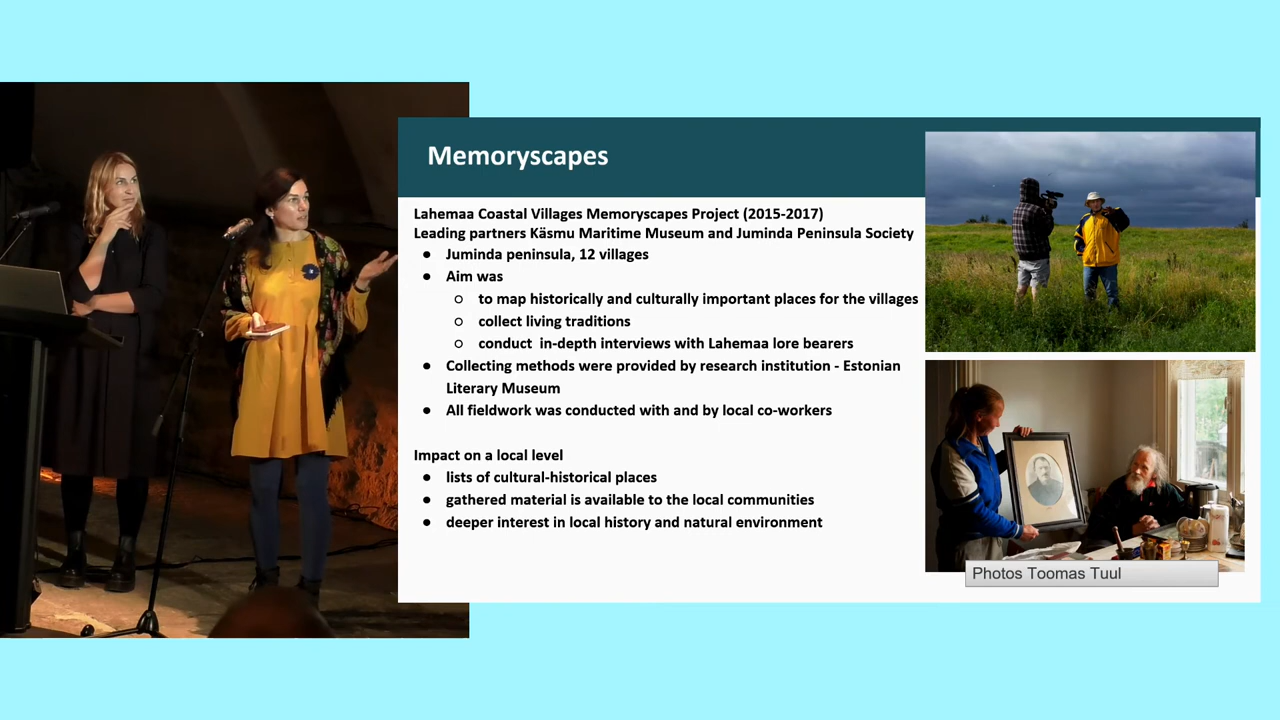 Memoryscapes
Lahemaa Coastal Villages Memoryscapes Project (2015-2017)
Leading partners Käsmu Maritime Museum and Juminda Peninsula Society
● Juminda peninsula, 12 villages
● Aim was
○ to map historically and culturally important places for the villages
○ collect living traditions
○ conduct in-depth interviews with Lahemaa lore bearers
● Collecting methods were provided by research institution - Estonian
Literary Museum
● All fieldwork was conducted with and by local co-workers
Impact on a local level
● lists of cultural-historical places
● gathered material is available to the local communities
● deeper interest in local history and natural environment
Photos Toomas Tuul